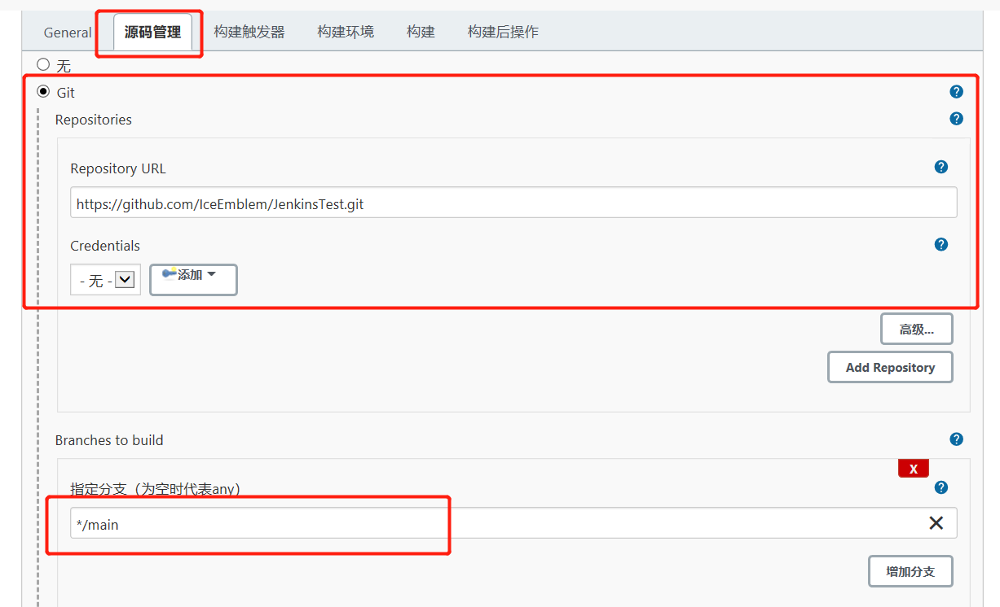 General 源码管理 构建触发器 构建环境 构建 构建后操作
无
Git
Repositories
Repository URL
https://github.com/IceEmblem/JenkinsTest.git
Credentials
- 无 - 添加
高级...
Add Repository
Branches to build
X
指定分支（为空时代表any）
*/main
增加分支